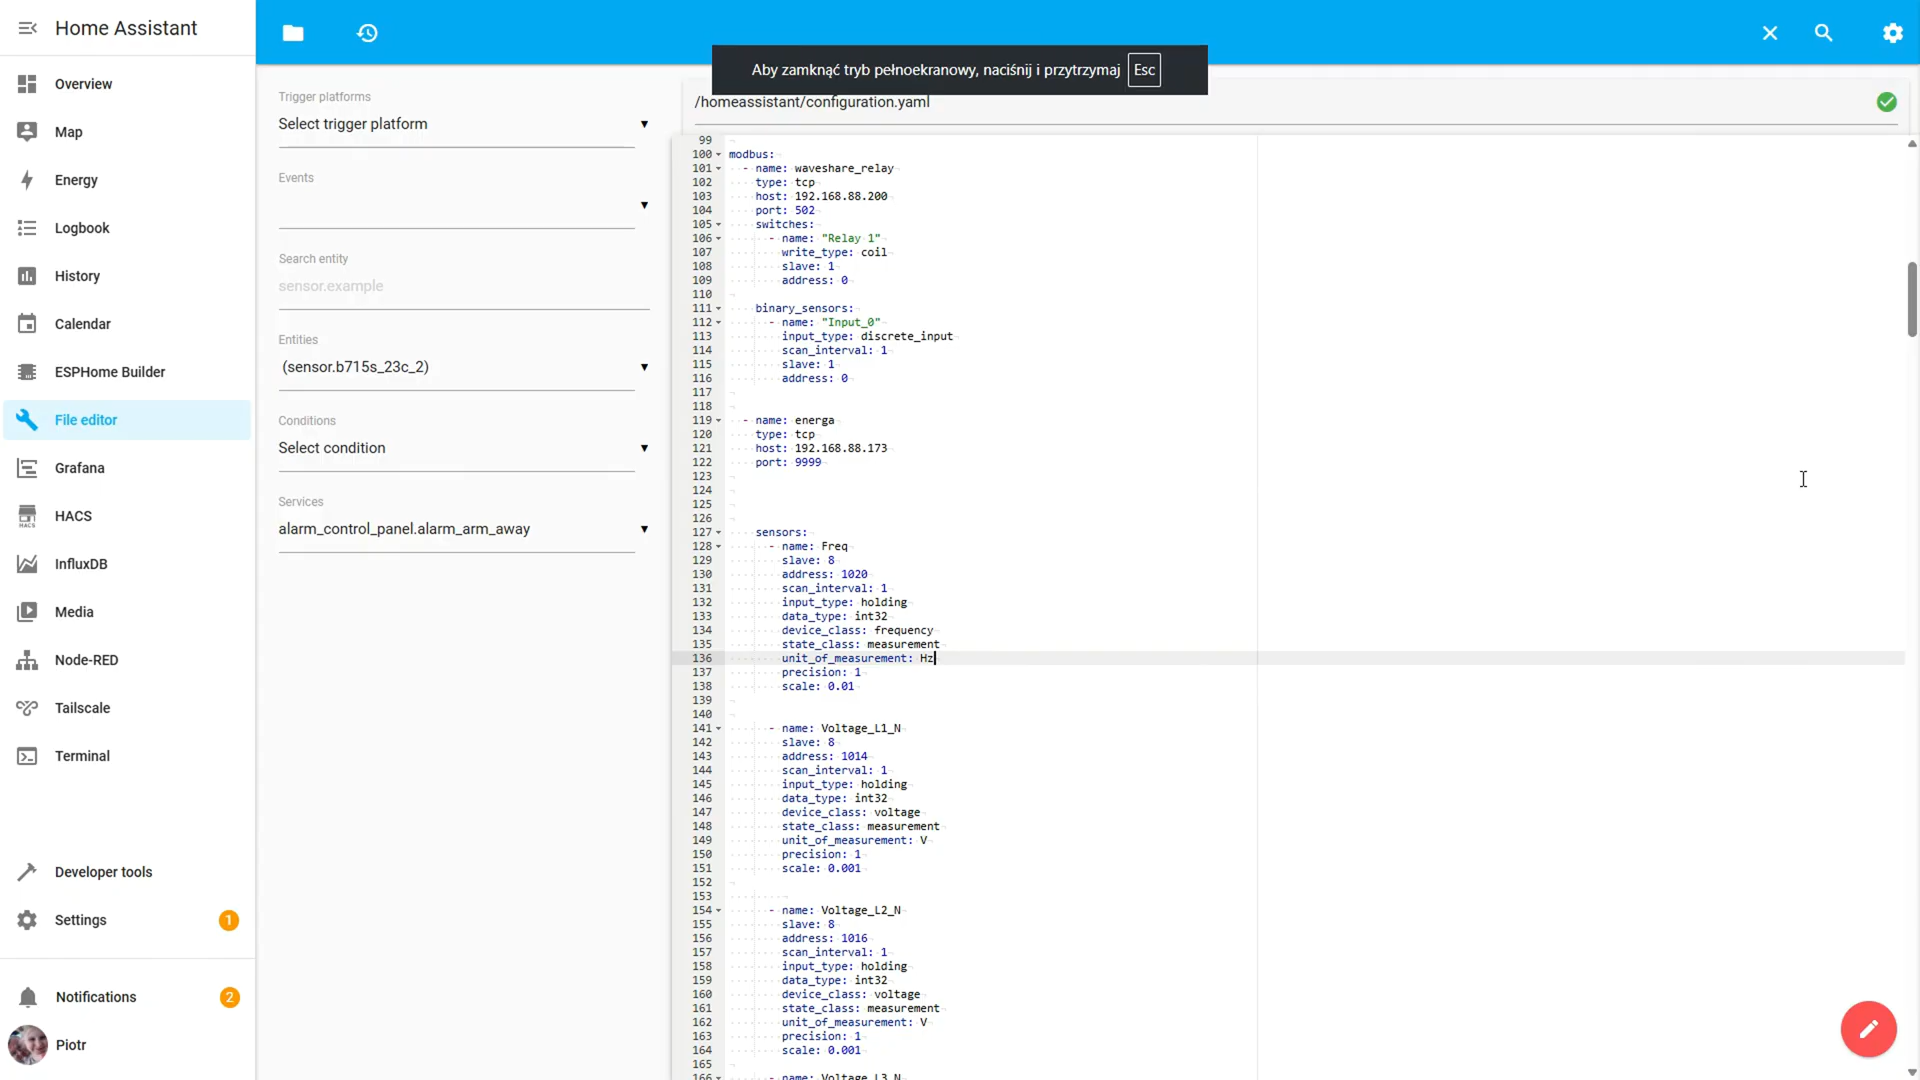 Home Assistant
Overview
Map
Energy
Logbook
History
Calendar
ESPHome Builder
File editor
Grafana
HACS
InfluxDB
Media
Node-RED
Tailscale
Terminal
Developer tools
Settings 1
Notifications 2
Piotr
Aby zamknąć tryb pełnoekranowy, naciśnij i przytrzymaj Esc
Trigger platforms
Select trigger platform
Events
Search entity
sensor.example
Entities
(sensor.b715s_23c_2)
Conditions
Select condition
Services
alarm_control_panel.alarm_arm_away
/homeassistant/configuration.yaml
99
100 modbus:
101 - name: waveshare_relay
102 type: tcp
103 host: 192.168.88.200
104 port: 502
105 switches:
106 - name: "Relay 1"
107 write_type: coil
108 slave: 1
109 address: 0
110
111 binary_sensors:
112 - name: "Input_0"
113 input_type: discrete_input
114 scan_interval: 1
115 slave: 1
116 address: 0
117
118
119 - name: energa
120 type: tcp
121 host: 192.168.88.173
122 port: 9999
123
124
125
126
127 sensors:
128 - name: Freq
129 slave: 8
130 address: 1020
131 scan_interval: 1
132 input_type: holding
133 data_type: int32
134 device_class: frequency
135 state_class: measurement
136 unit_of_measurement: Hz
137 precision: 1
138 scale: 0.01
139
140
141 - name: Voltage_L1_N
142 slave: 8
143 address: 1014
144 scan_interval: 1
145 input_type: holding
146 data_type: int32
147 device_class: voltage
148 state_class: measurement
149 unit_of_measurement: V
150 precision: 1
151 scale: 0.001
152
153
154 - name: Voltage_L2_N
155 slave: 8
156 address: 1016
157 scan_interval: 1
158 input_type: holding
159 data_type: int32
160 device_class: voltage
161 state_class: measurement
162 unit_of_measurement: V
163 precision: 1
164 scale: 0.001
165
166 - name: Voltage_L3_N